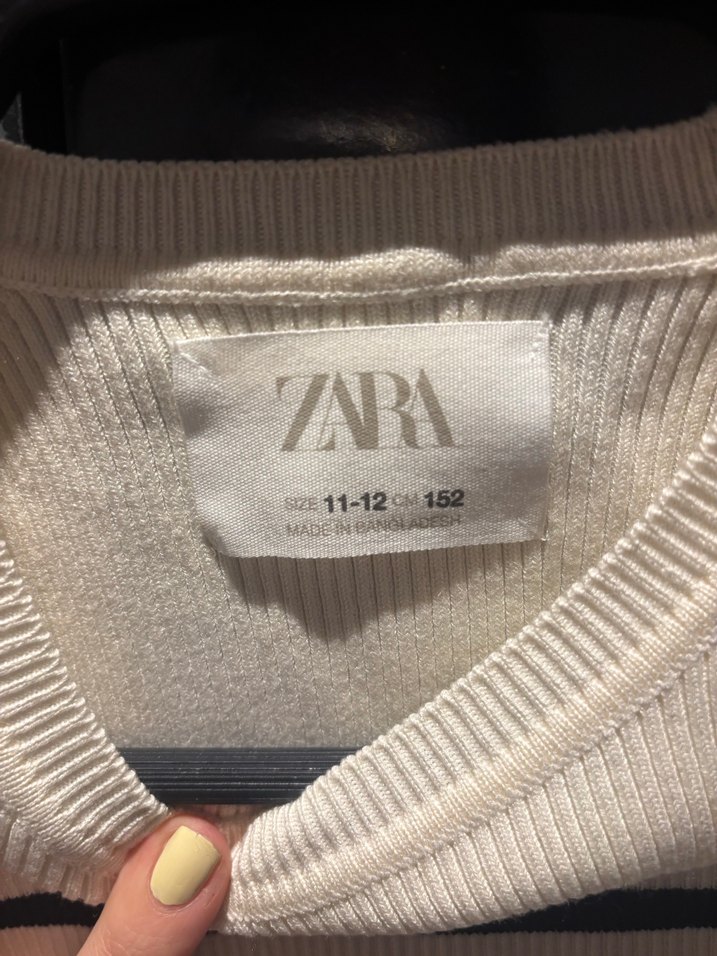 ZARA
SIZE 11-12 CM 152
MADE IN BANGLADESH